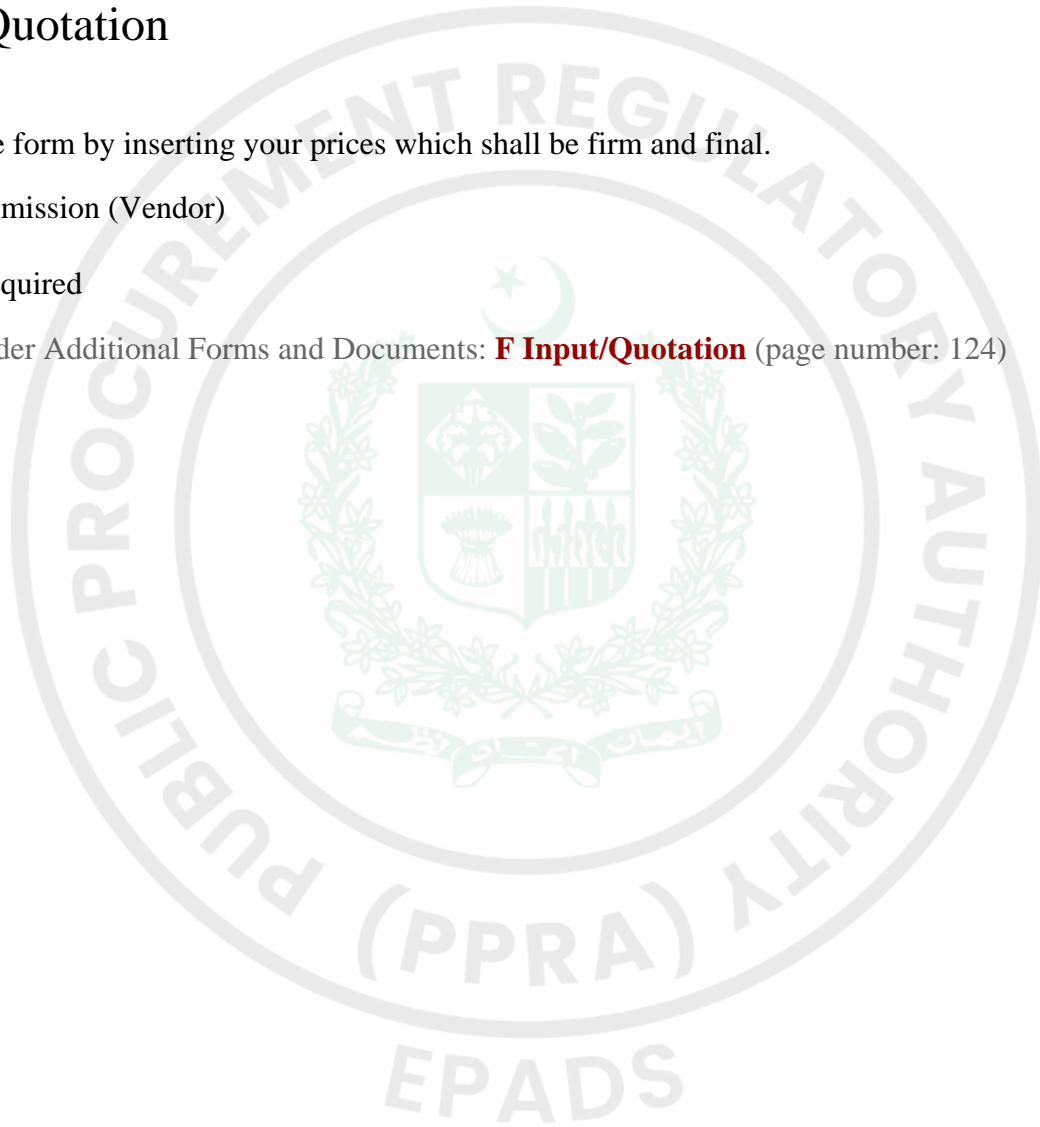 Quotation
e form by inserting your prices which shall be firm and final.
mission (Vendor)
quired
der Additional Forms and Documents: F Input/Quotation (page number: 124)
PUBLIC PROCUREMENT REGULATORY AUTHORITY
(PPRA)
EPADS